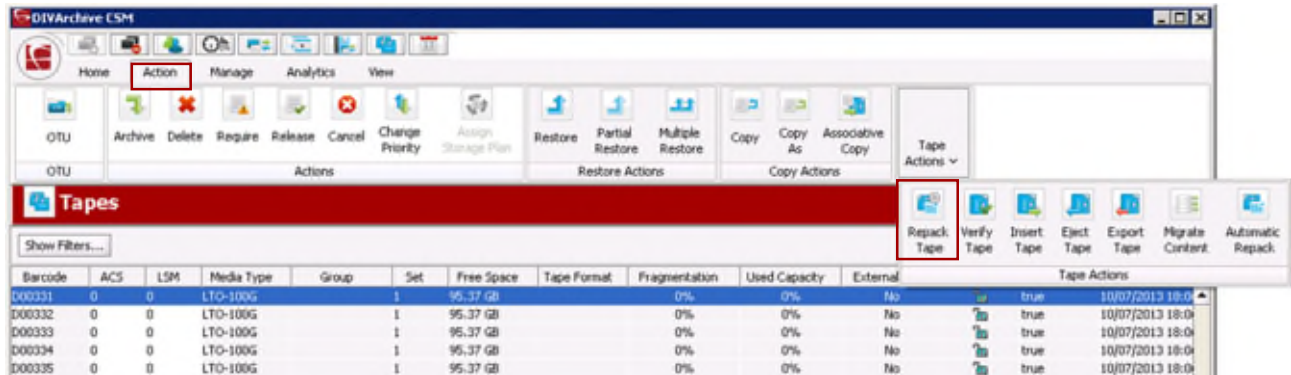 DIVArchive CSM
Home Action Manage Analytics View
OTU Archive Delete Require Release Cancel Change Priority Assign Storage Plan Restore Partial Restore Multiple Restore Copy Copy As Associative Copy Tape Actions
OTU Actions Restore Actions Copy Actions
Tapes
Repack Tape Verify Tape Insert Tape Eject Tape Export Tape Migrate Content Automatic Repack
Show Filters...
Tape Actions
Barcode ACS LSM Media Type Group Set Free Space Tape Format Fragmentation Used Capacity External
D00331 0 0 LTO-100G 1 95.37 GB 0% 0% No true 10/07/2013 18:0
D00332 0 0 LTO-100G 1 95.37 GB 0% 0% No true 10/07/2013 18:0
D00333 0 0 LTO-100G 1 95.37 GB 0% 0% No true 10/07/2013 18:0
D00334 0 0 LTO-100G 1 95.37 GB 0% 0% No true 10/07/2013 18:0
D00335 0 0 LTO-100G 1 95.37 GB 0% 0% No true 10/07/2013 18:0